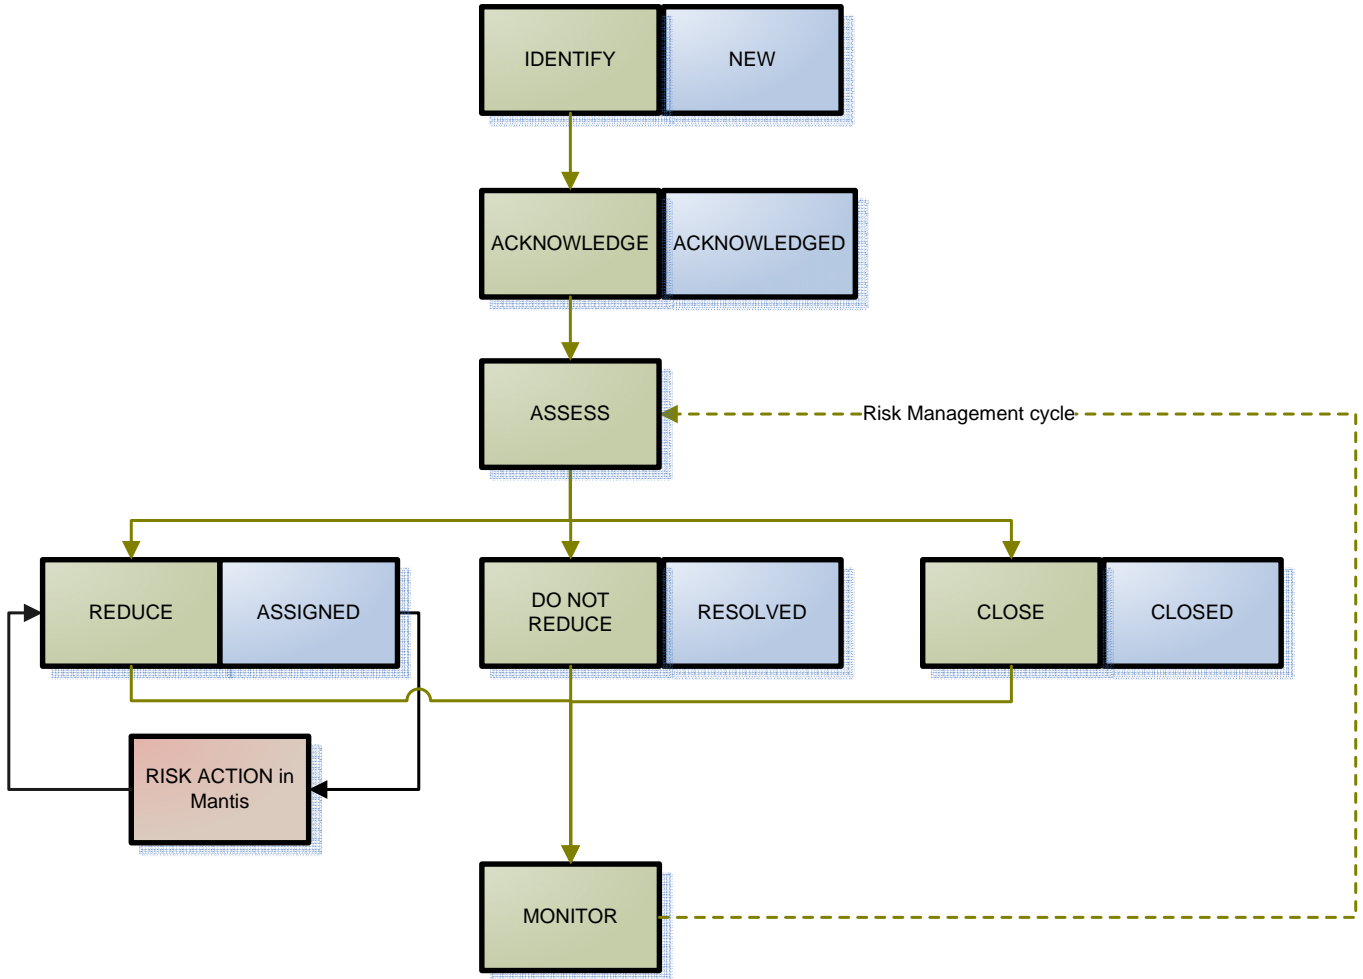 IDENTIFY
NEW
ACKNOWLEDGE
ACKNOWLEDGED
ASSESS
Risk Management cycle
REDUCE
ASSIGNED
DO NOT
REDUCE
RESOLVED
CLOSE
CLOSED
RISK ACTION in
Mantis
MONITOR